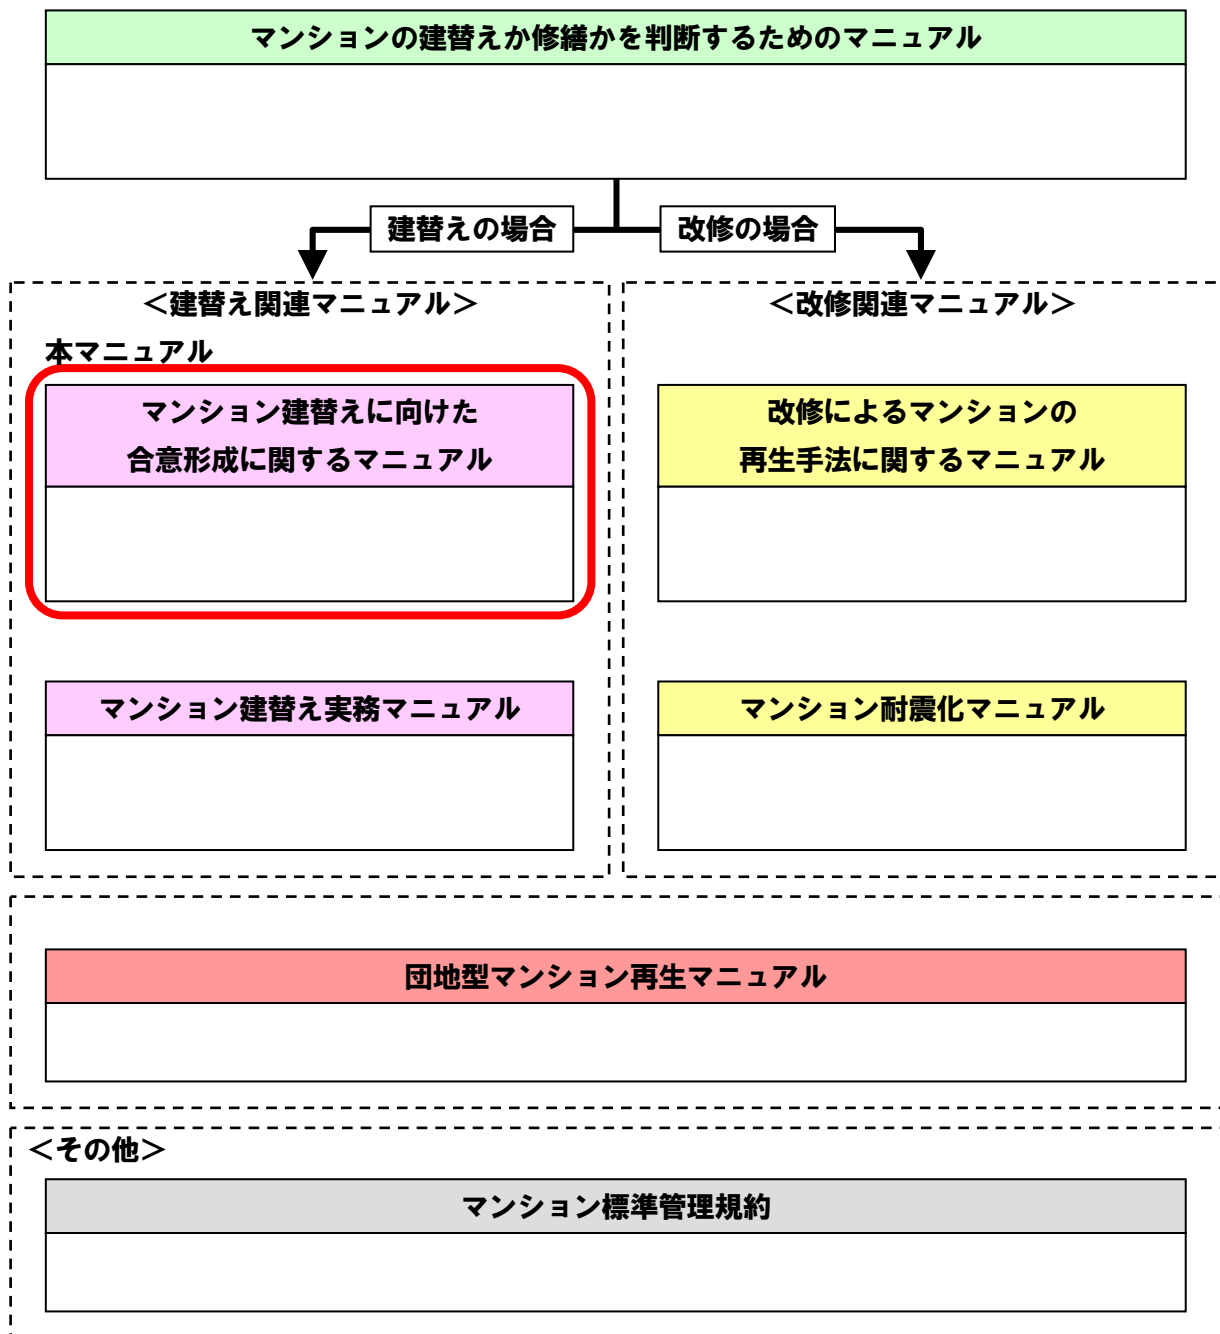 マンションの建替えか修繕かを判断するためのマニュアル
建替えの場合
改修の場合
＜建替え関連マニュアル＞
本マニュアル
マンション建替えに向けた
合意形成に関するマニュアル
マンション建替え実務マニュアル
＜改修関連マニュアル＞
改修によるマンションの
再生手法に関するマニュアル
マンション耐震化マニュアル
団地型マンション再生マニュアル
＜その他＞
マンション標準管理規約